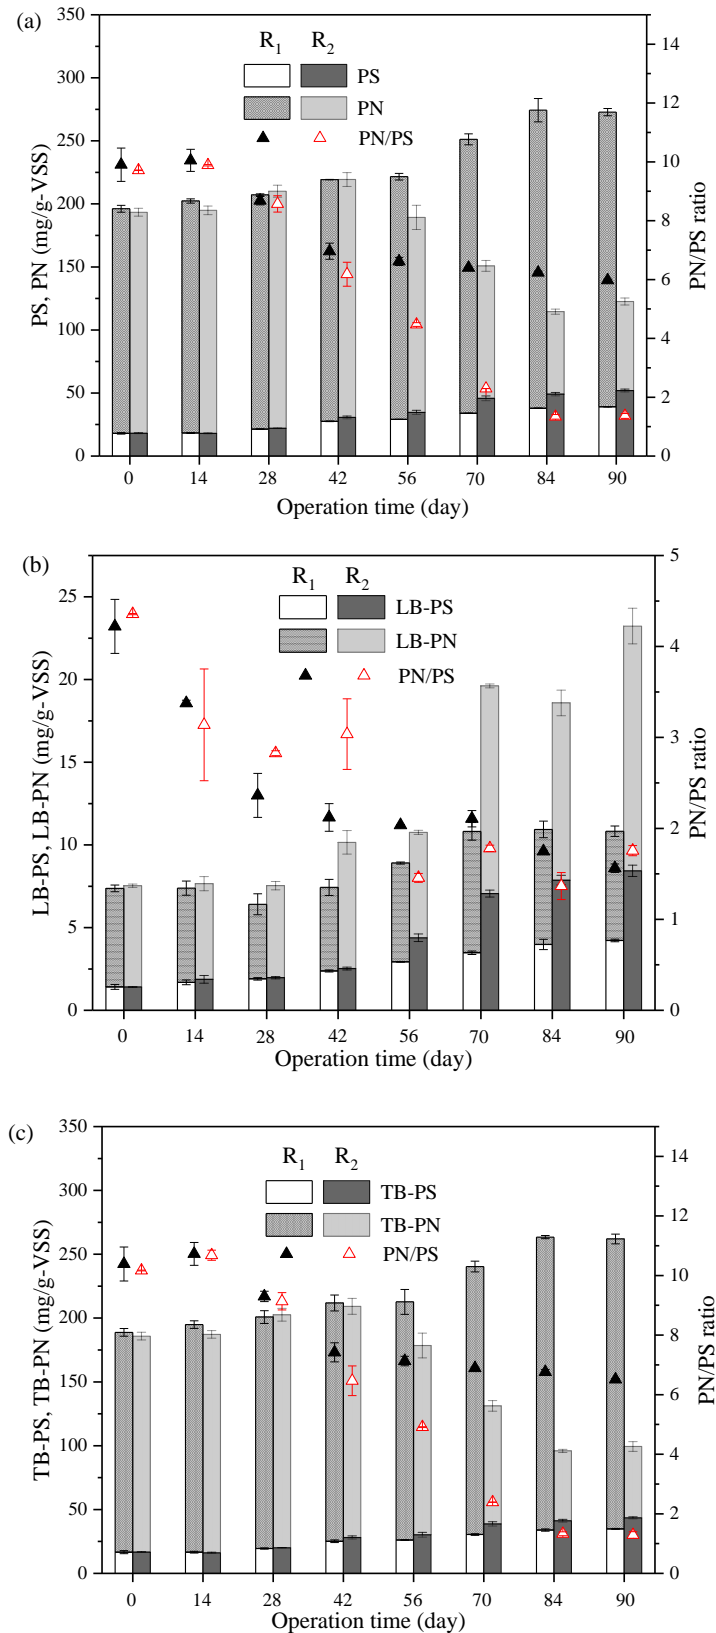 (a)
R1 R2
PS
PN
PN/PS
350
300
250
200
150
100
50
0
14
12
10
8
6
4
2
0
0 14 28 42 56 70 84 90
PS, PN (mg/g-VSS)
PN/PS ratio
Operation time (day)
(b)
R1 R2
LB-PS
LB-PN
PN/PS
25
20
15
10
5
0
5
4
3
2
1
0
0 14 28 42 56 70 84 90
LB-PS, LB-PN (mg/g-VSS)
PN/PS ratio
Operation time (day)
(c)
R1 R2
TB-PS
TB-PN
PN/PS
350
300
250
200
150
100
50
0
14
12
10
8
6
4
2
0
0 14 28 42 56 70 84 90
TB-PS, TB-PN (mg/g-VSS)
PN/PS ratio
Operation time (day)